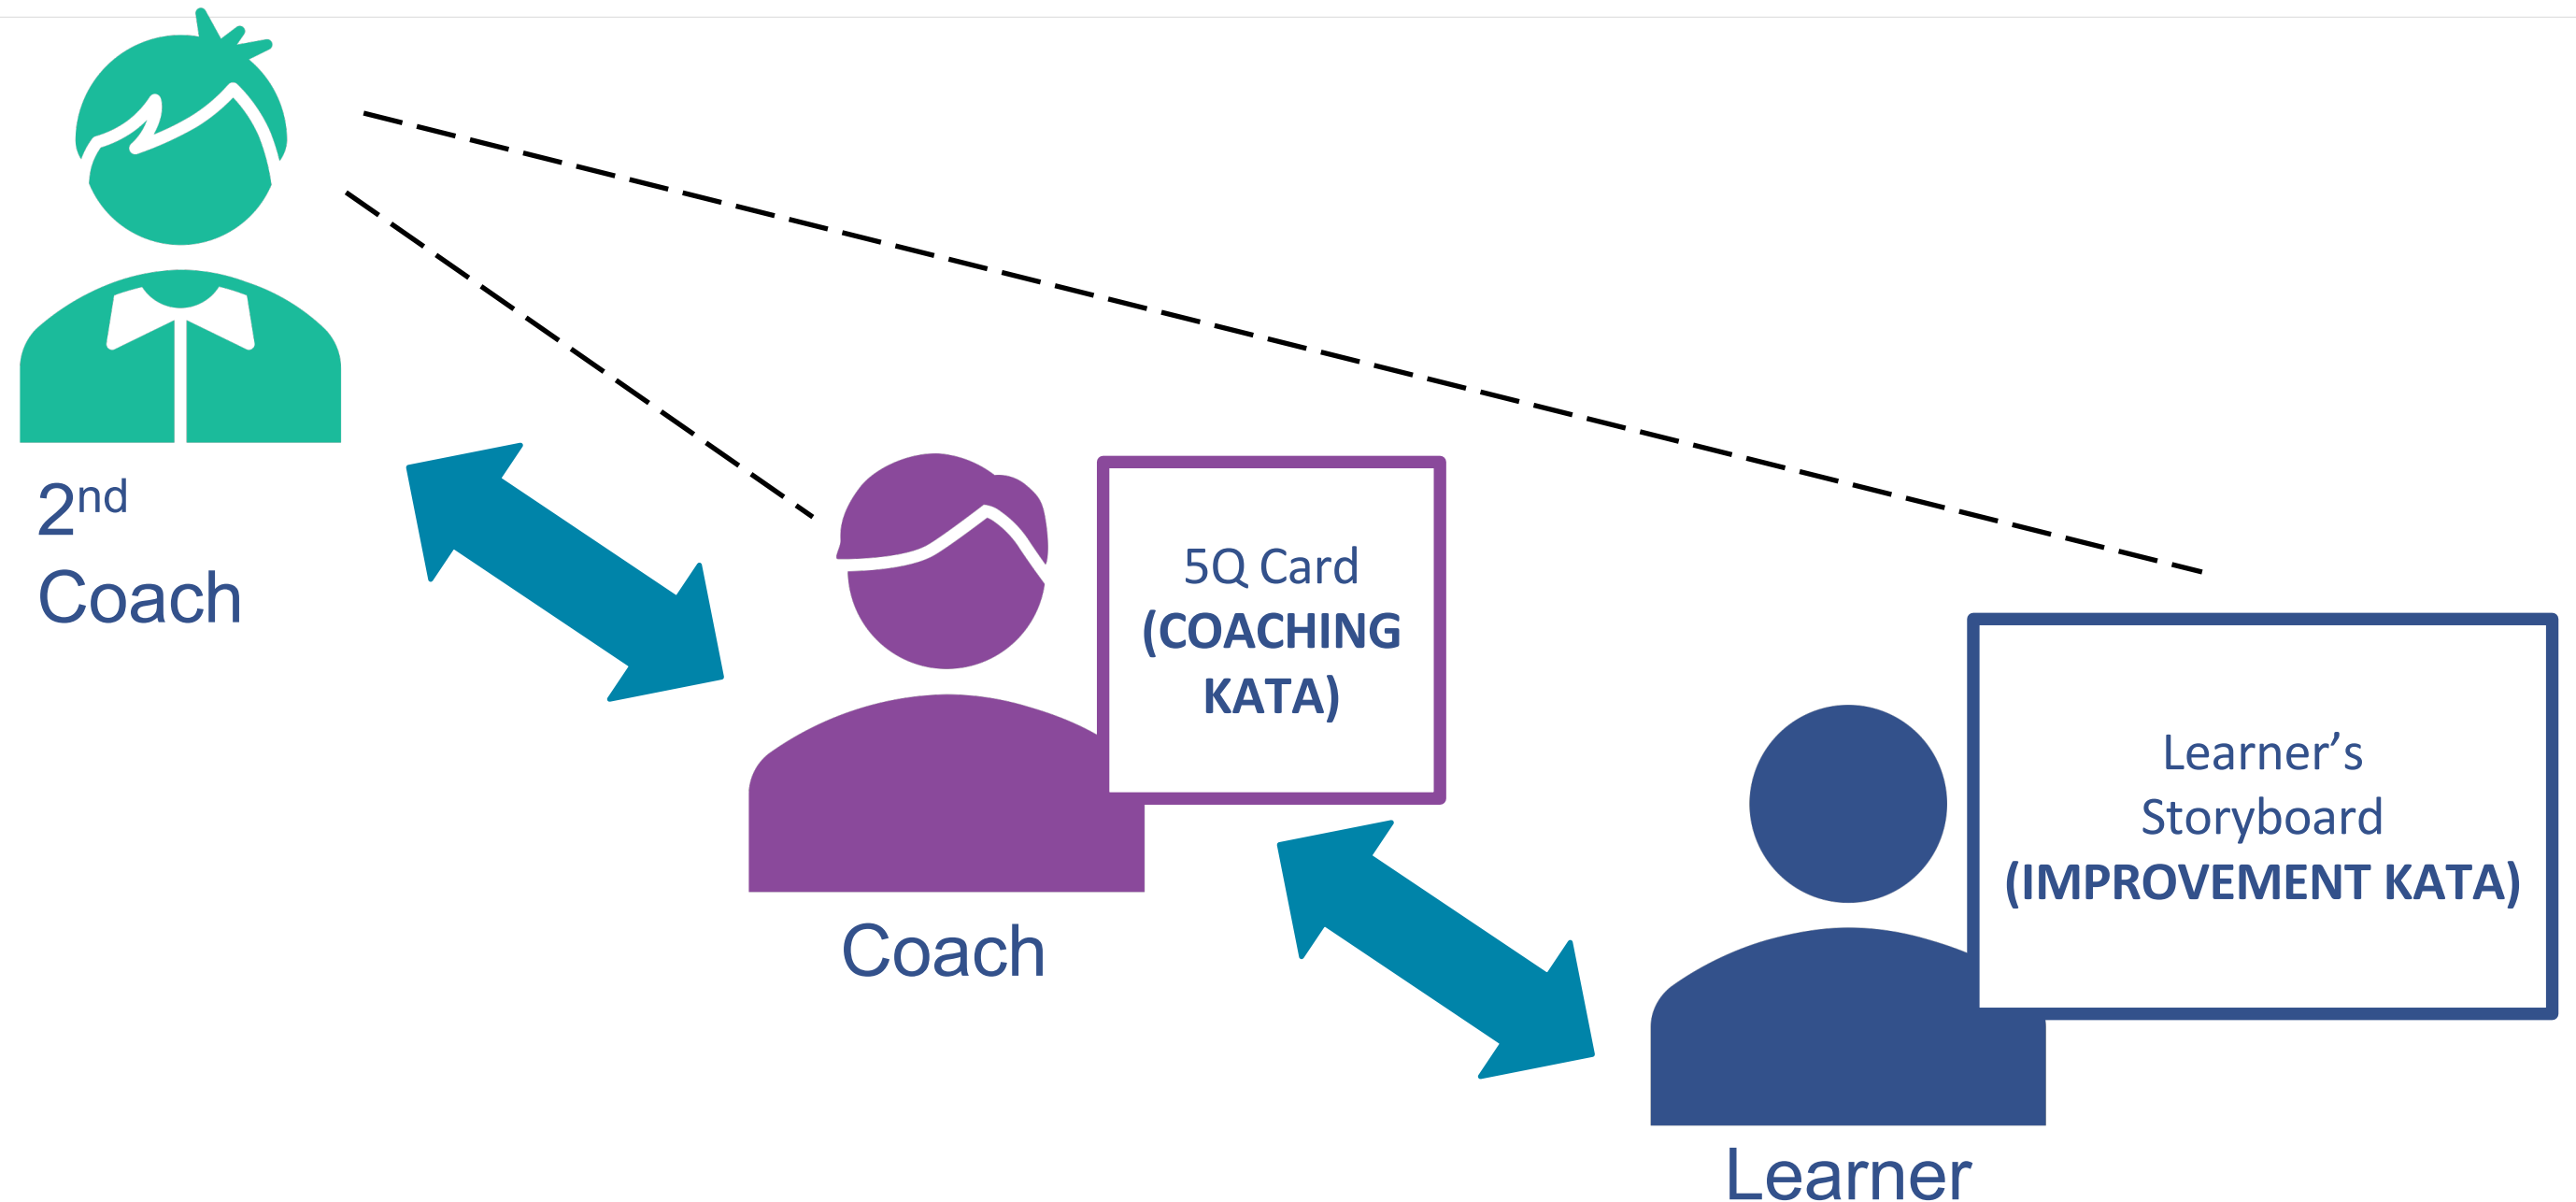 2nd
Coach
5Q Card
(COACHING
KATA)
Coach
Learner’s
Storyboard
(IMPROVEMENT KATA)
Learner